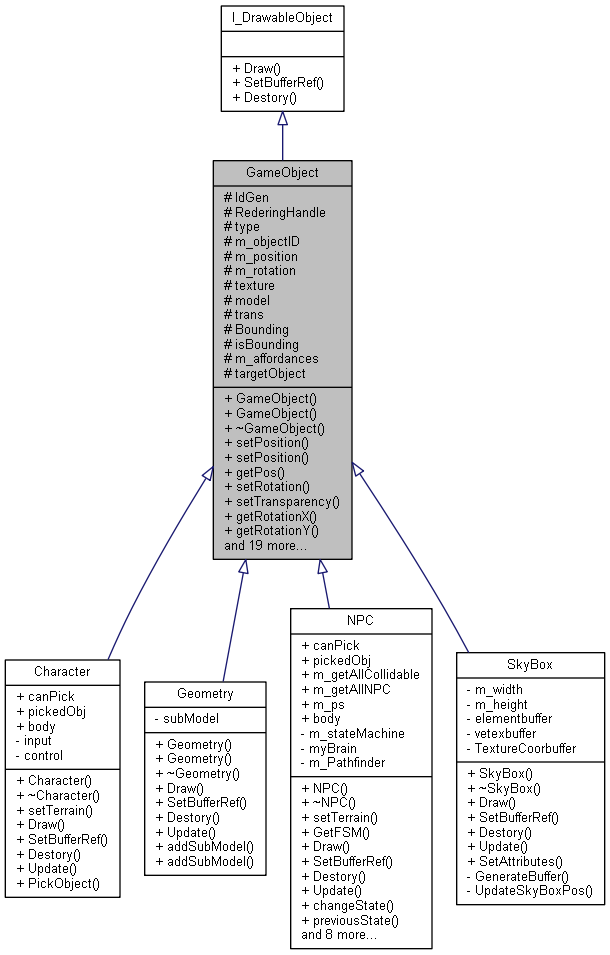 I_DrawableObject
+ Draw()
+ SetBufferRef()
+ Destory()
GameObject
# IdGen
# RederingHandle
# type
# m_objectID
# m_position
# m_rotation
# texture
# model
# trans
# Bounding
# isBounding
# m_affordances
# targetObject
+ GameObject()
+ GameObject()
+ ~GameObject()
+ setPosition()
+ setPosition()
+ getPos()
+ setRotation()
+ setTransparency()
+ getRotationX()
+ getRotationY()
and 19 more...
Character
+ canPick
+ pickedObj
+ body
- input
- control
+ Character()
+ ~Character()
+ setTerrain()
+ Draw()
+ SetBufferRef()
+ Destory()
+ Update()
+ PickObject()
Geometry
- subModel
+ Geometry()
+ Geometry()
+ ~Geometry()
+ Draw()
+ SetBufferRef()
+ Destory()
+ Update()
+ addSubModel()
+ addSubModel()
NPC
+ canPick
+ pickedObj
+ m_getAllCollidable
+ m_getAllNPC
+ m_ps
+ body
- m_stateMachine
- myBrain
- m_Pathfinder
+ NPC()
+ ~NPC()
+ setTerrain()
+ GetFSM()
+ Draw()
+ SetBufferRef()
+ Destory()
+ Update()
+ changeState()
+ previousState()
and 8 more...
SkyBox
- m_width
- m_height
- elementbuffer
- vetexbuffer
- TextureCoorbuffer
+ SkyBox()
+ ~SkyBox()
+ Draw()
+ SetBufferRef()
+ Destory()
+ Update()
+ SetAttributes()
- GenerateBuffer()
- UpdateSkyBoxPos()